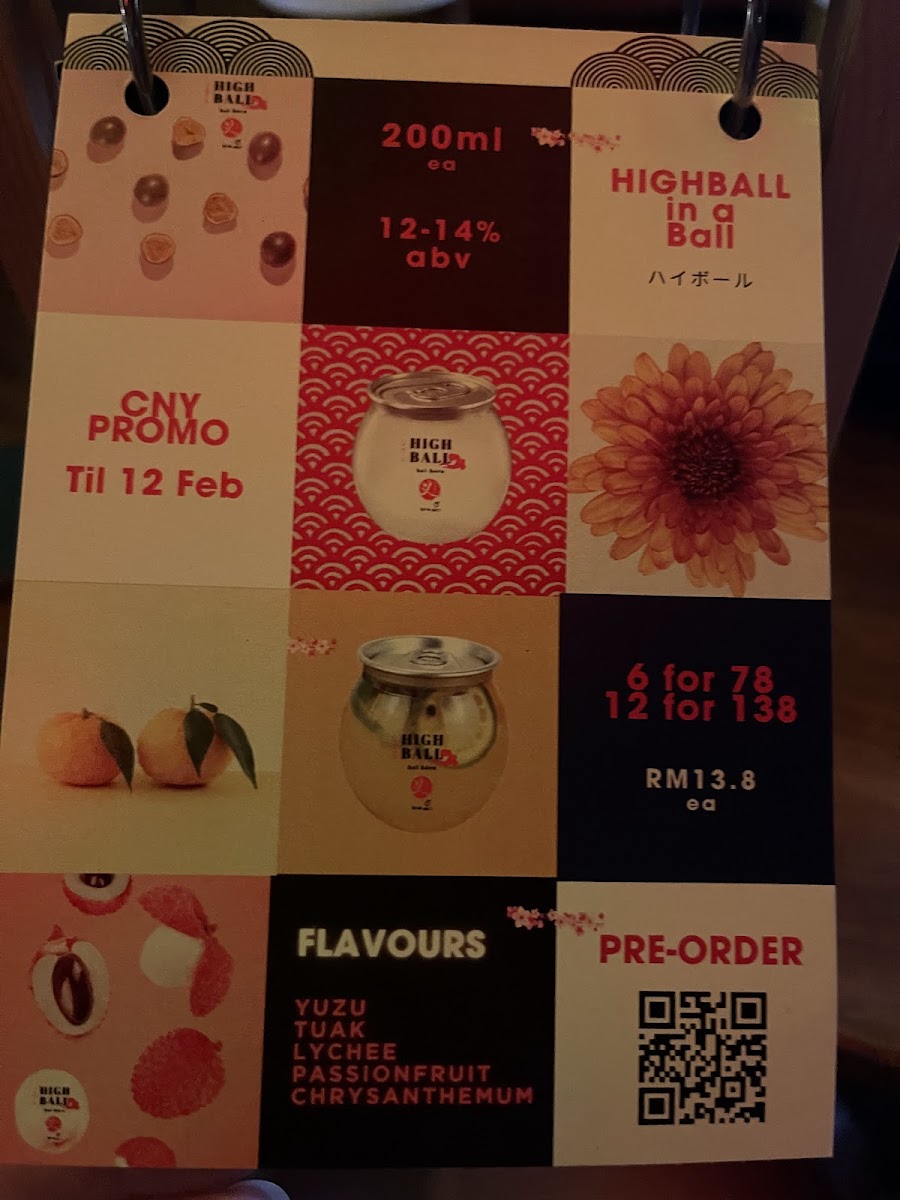 HIGH
BALL
200ml
ea
12-14%
abv
HIGHBALL
in a
Ball
ハイボール
CNY
PROMO
Til 12 Feb
HIGH
BALL
HIGH
BALL
6 for 78
12 for 138
RM13.8
ea
HIGH
BALL
FLAVOURS
YUZU
TUAK
LYCHEE
PASSIONFRUIT
CHRYSANTHEMUM
PRE-ORDER